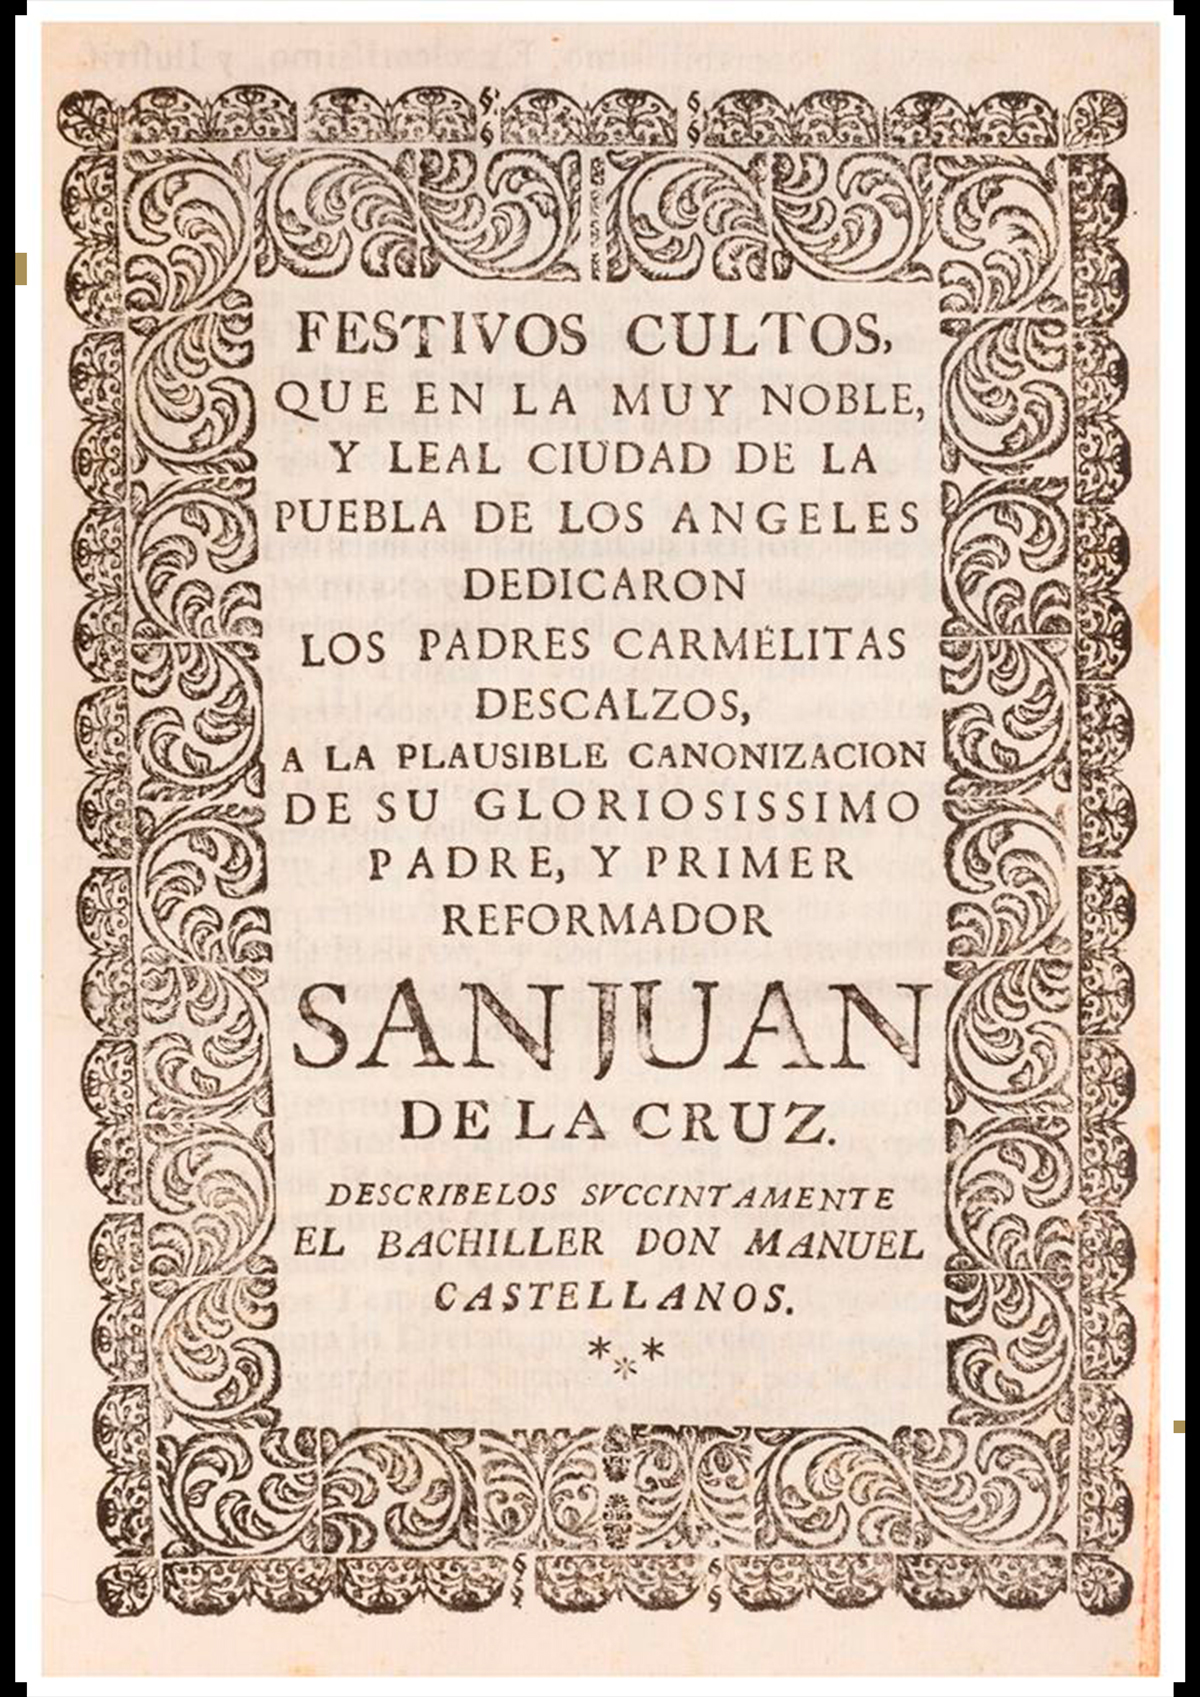 FESTIVOS CULTOS,
QUE EN LA MUY NOBLE,
Y LEAL CIUDAD DE LA
PUEBLA DE LOS ANGELES
DEDICARON
LOS PADRES CARMELITAS
DESCALZOS,
A LA PLAUSIBLE CANONIZACION
DE SU GLORIOSISSIMO
PADRE, Y PRIMER
REFORMADOR
SAN JUAN
DE LA CRUZ.
DESCRIBELOS SVCCINTAMENTE
EL BACHILLER DON MANUEL
CASTELLANOS.
* * *